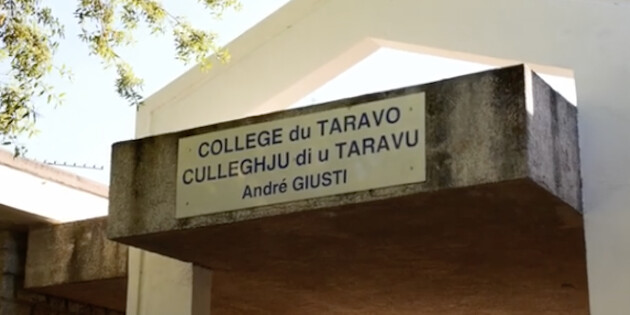 COLLEGE du TARAVO
CULLEGHJU di u TARAVU
André GIUSTI